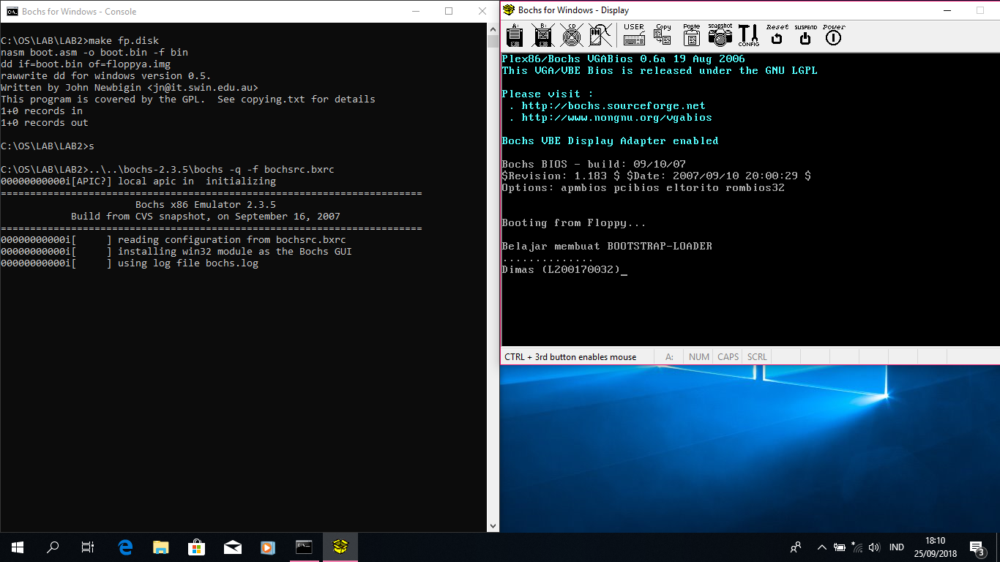 Bochs for Windows - Console
C:\OS\LAB\LAB2>make fp.disk
nasm boot.asm -o boot.bin -f bin
dd if=boot.bin of=floppya.img
rawwrite dd for windows version 0.5.
Written by John Newbigin <jn@it.swin.edu.au>
This program is covered by the GPL.  See copying.txt for details
1+0 records in
1+0 records out
C:\OS\LAB\LAB2>s
C:\OS\LAB\LAB2>..\..\bochs-2.3.5\bochs -q -f bochsrc.bxrc
00000000000i[APIC?] local apic in  initializing
========================================================================
Bochs x86 Emulator 2.3.5
Build from CVS snapshot, on September 16, 2007
========================================================================
00000000000i[     ] reading configuration from bochsrc.bxrc
00000000000i[     ] installing win32 module as the Bochs GUI
00000000000i[     ] using log file bochs.log
Bochs for Windows - Display
A: B: CD USER Copy Paste snapshot CONFIG Reset SUSPEND Power
Plex86/Bochs VGABios 0.6a 19 Aug 2006
This VGA/VBE Bios is released under the GNU LGPL
Please visit :
. http://bochs.sourceforge.net
. http://www.nongnu.org/vgabios
Bochs VBE Display Adapter enabled
Bochs BIOS - build: 09/10/07
$Revision: 1.183 $ $Date: 2007/09/10 20:00:29 $
Options: apmbios pcibios eltorito rombios32
Booting from Floppy...
Belajar membuat BOOTSTRAP-LOADER
..............
Dimas (L200170032)_
CTRL + 3rd button enables mouse A: NUM CAPS SCRL
IND
18:10
25/09/2018
3